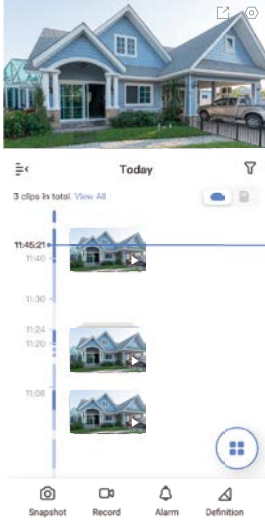 Today
3 clips in total. View All
11:45:21
11:40
11:30
11:24
11:20
11:08
Snapshot Record Alarm Definition